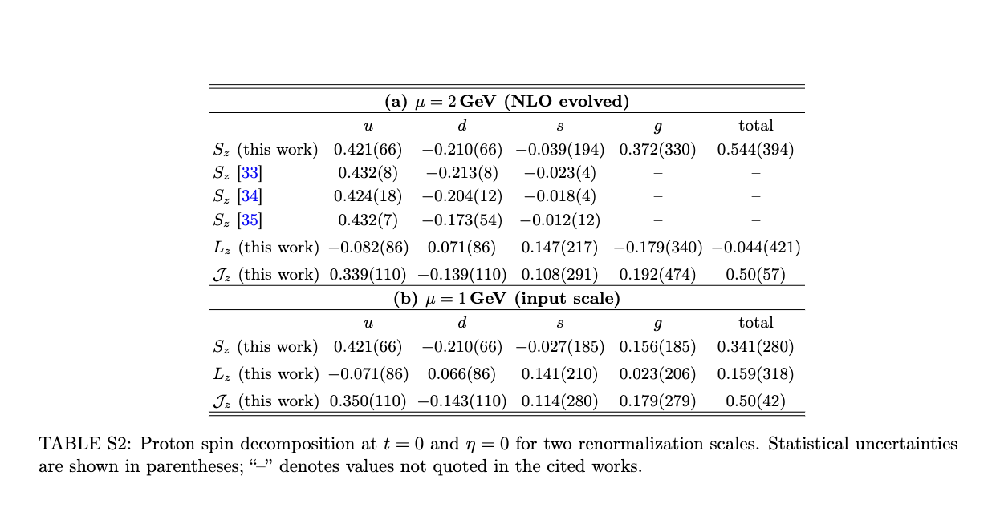 (a) μ = 2 GeV (NLO evolved)
u d s g total
S_z (this work) 0.421(66) −0.210(66) −0.039(194) 0.372(330) 0.544(394)
S_z [33] 0.432(8) −0.213(8) −0.023(4) – –
S_z [34] 0.424(18) −0.204(12) −0.018(4) – –
S_z [35] 0.432(7) −0.173(54) −0.012(12) – –
L_z (this work) −0.082(86) 0.071(86) 0.147(217) −0.179(340) −0.044(421)
𝒥_z (this work) 0.339(110) −0.139(110) 0.108(291) 0.192(474) 0.50(57)
(b) μ = 1 GeV (input scale)
u d s g total
S_z (this work) 0.421(66) −0.210(66) −0.027(185) 0.156(185) 0.341(280)
L_z (this work) −0.071(86) 0.066(86) 0.141(210) 0.023(206) 0.159(318)
𝒥_z (this work) 0.350(110) −0.143(110) 0.114(280) 0.179(279) 0.50(42)
TABLE S2: Proton spin decomposition at t = 0 and η = 0 for two renormalization scales. Statistical uncertainties
are shown in parentheses; “–” denotes values not quoted in the cited works.